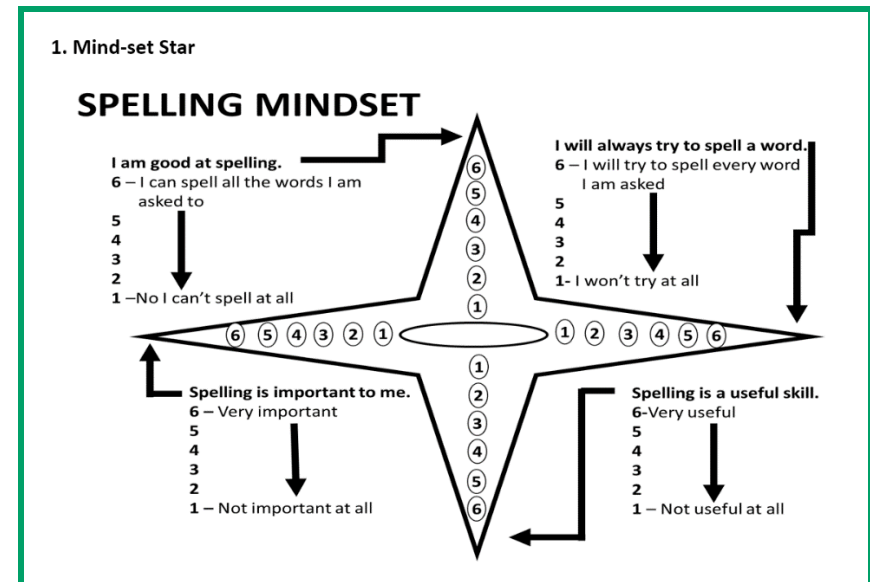 1. Mind-set Star
SPELLING MINDSET
I am good at spelling.
6 – I can spell all the words I am
asked to
5
4
3
2
1 –No I can't spell at all
I will always try to spell a word.
6 – I will try to spell every word
I am asked
5
4
3
2
1- I won't try at all
6
5
4
3
2
1
6 5 4 3 2 1
1 2 3 4 5 6
1
2
3
4
5
6
Spelling is important to me.
6 – Very important
5
4
3
2
1 – Not important at all
Spelling is a useful skill.
6-Very useful
5
4
3
2
1 – Not useful at all